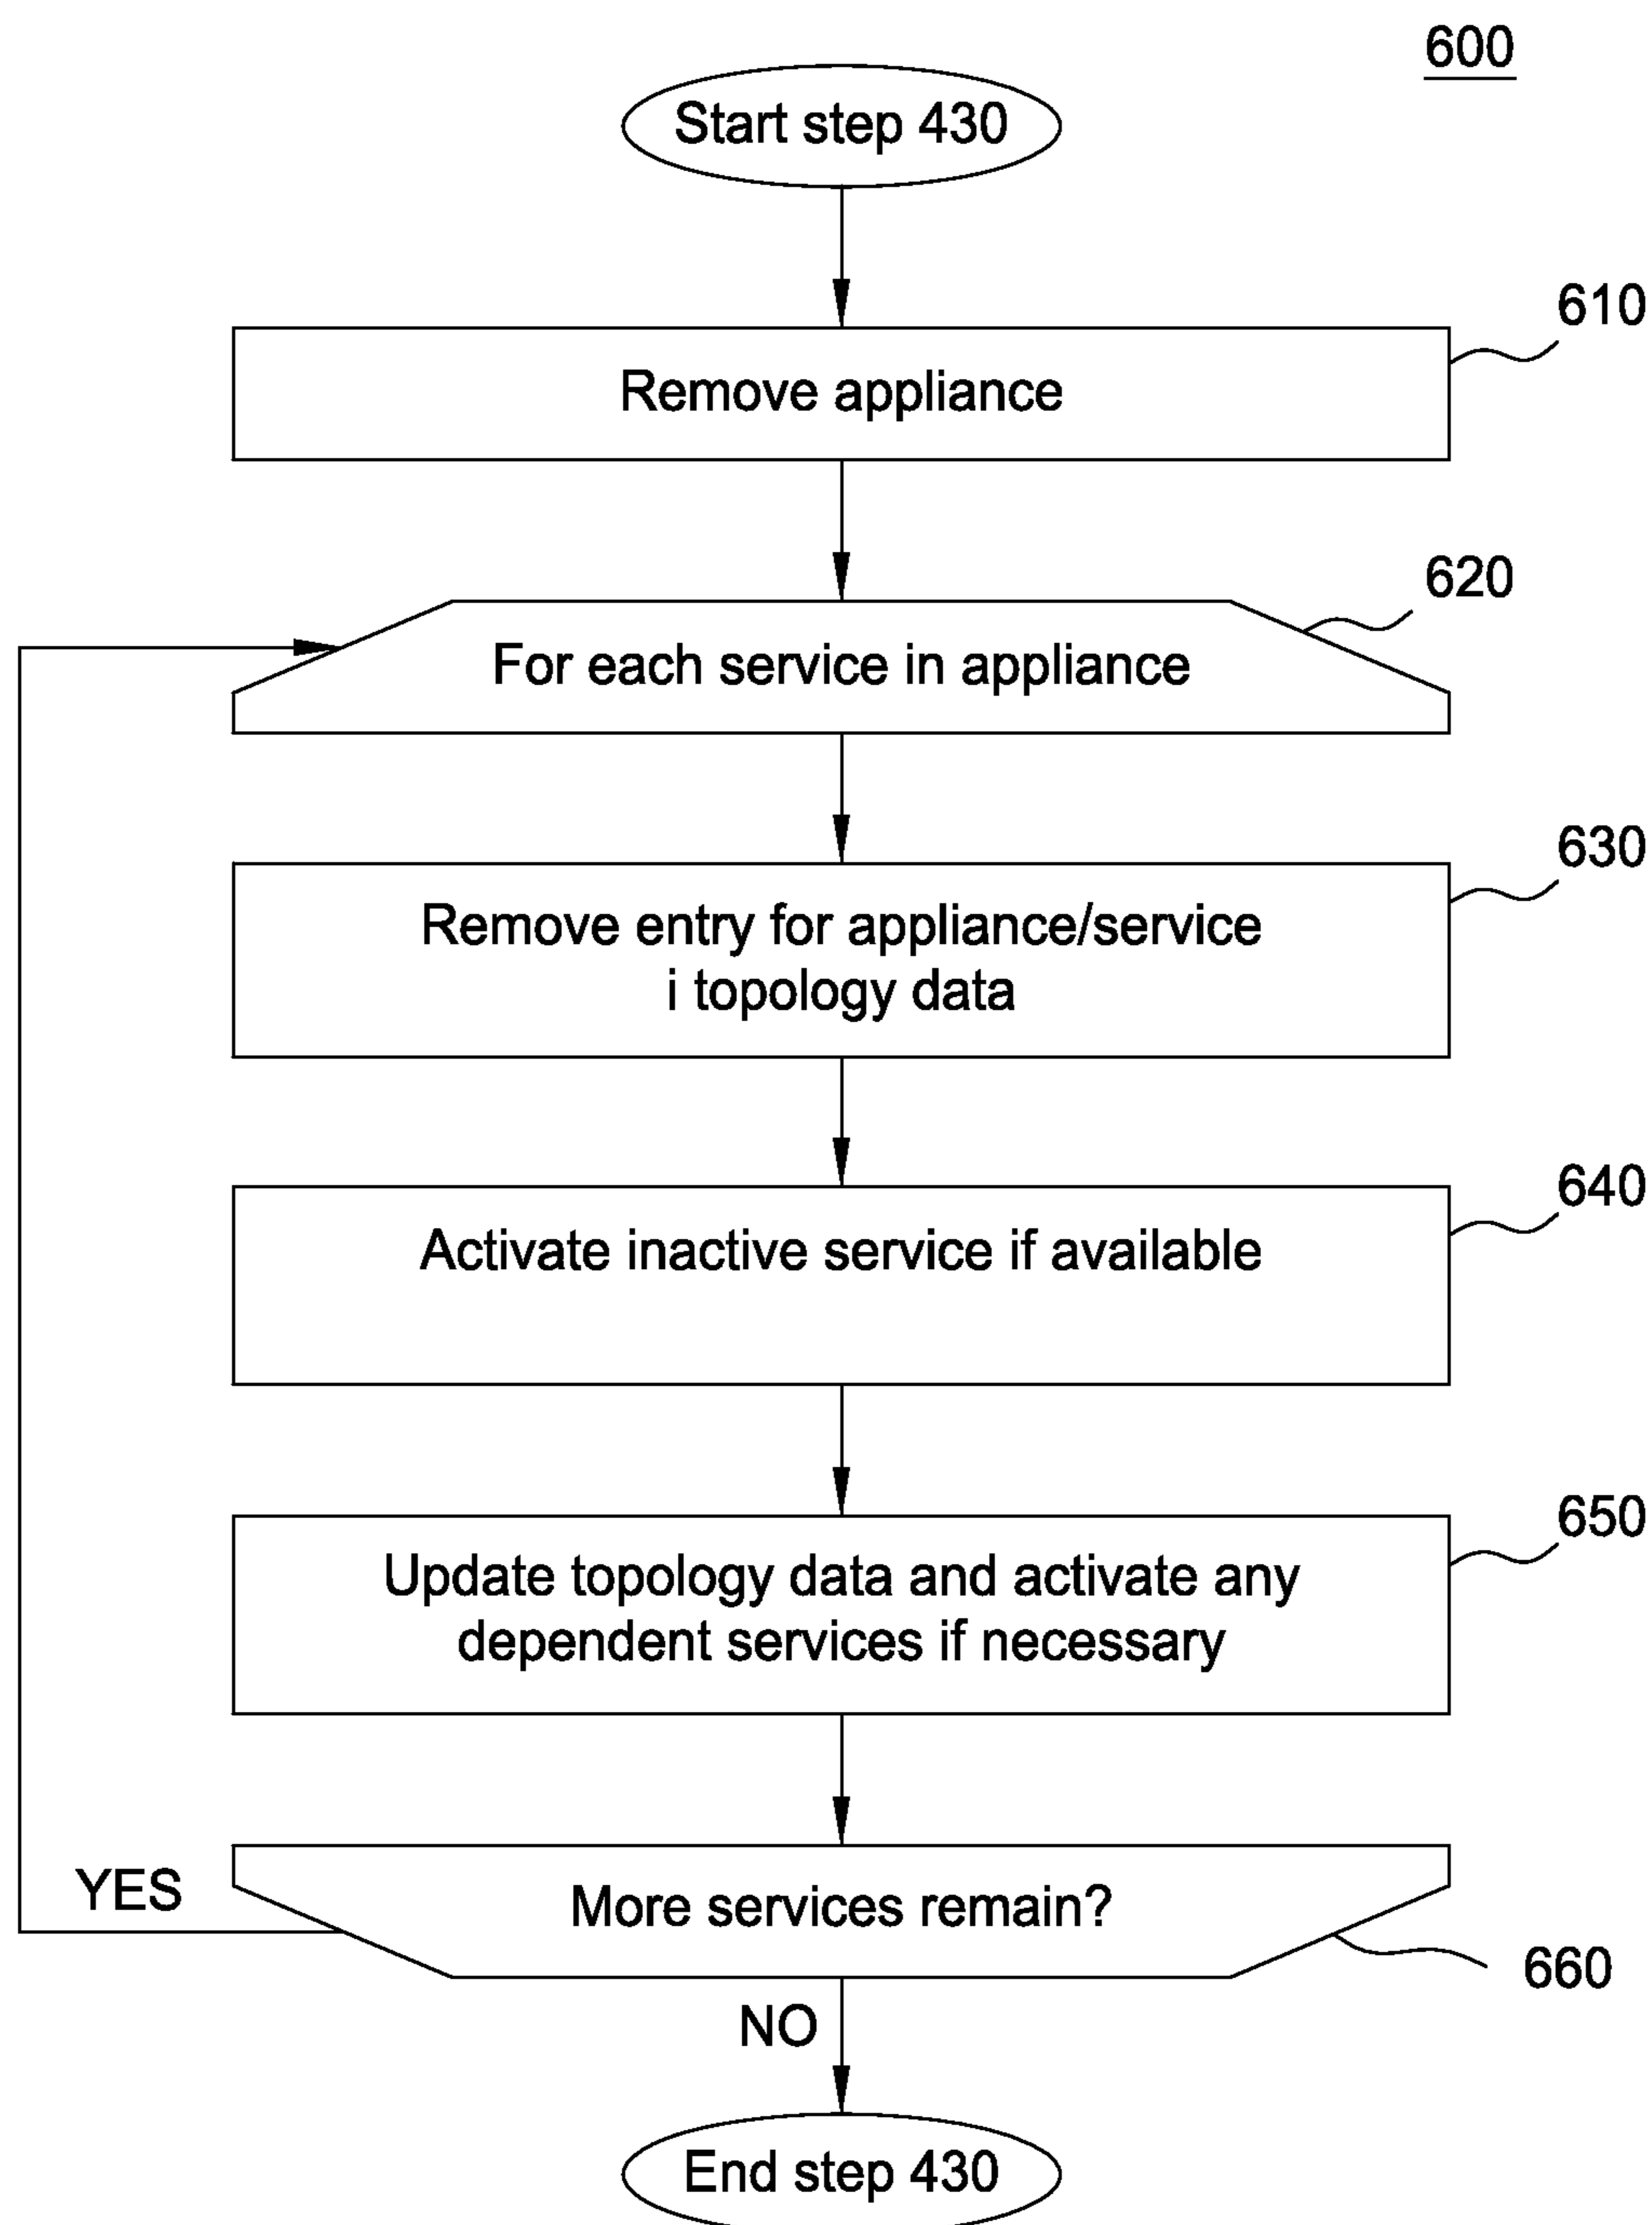 600
Start step 430
610
Remove appliance
620
For each service in appliance
630
Remove entry for appliance/service
i topology data
640
Activate inactive service if available
650
Update topology data and activate any
dependent services if necessary
YES
More services remain?
660
NO
End step 430